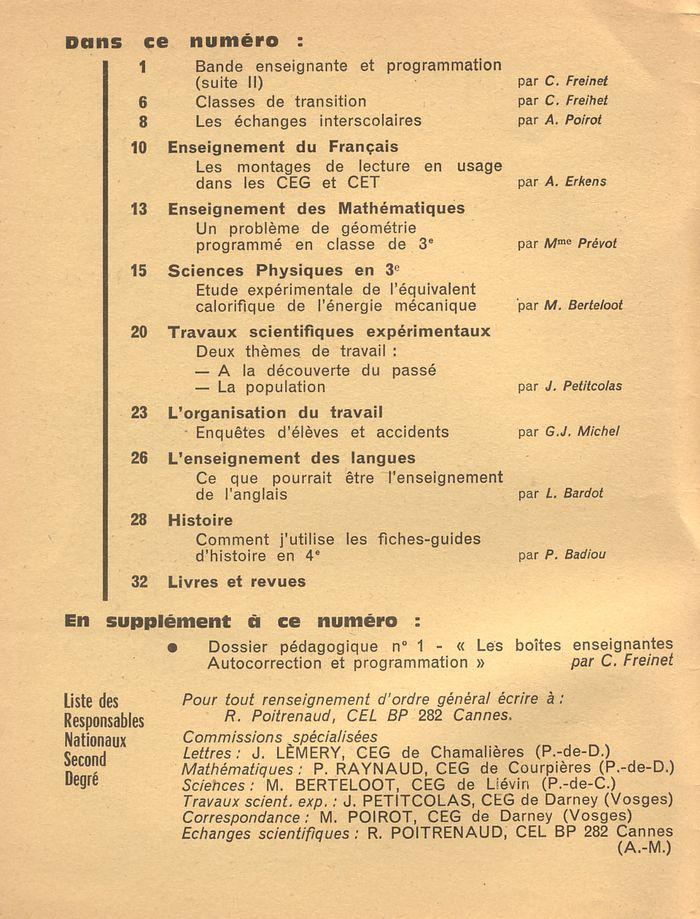 Dans ce numéro :
1 Bande enseignante et programmation
(suite II) par C. Freinet
6 Classes de transition par C. Freihet
8 Les échanges interscolaires par A. Poirot
10 Enseignement du Français
Les montages de lecture en usage
dans les CEG et CET par A. Erkens
13 Enseignement des Mathématiques
Un problème de géométrie
programmé en classe de 3e par Mme Prévot
15 Sciences Physiques en 3e
Etude expérimentale de l'équivalent
calorifique de l'énergie mécanique par M. Berteloot
20 Travaux scientifiques expérimentaux
Deux thèmes de travail :
— A la découverte du passé
— La population par J. Petitcolas
23 L'organisation du travail
Enquêtes d'élèves et accidents par G.J. Michel
26 L'enseignement des langues
Ce que pourrait être l'enseignement
de l'anglais par L. Bardot
28 Histoire
Comment j'utilise les fiches-guides
d'histoire en 4e par P. Badiou
32 Livres et revues
En supplément à ce numéro :
● Dossier pédagogique n° 1 - « Les boîtes enseignantes
Autocorrection et programmation » par C. Freinet
Liste des
Responsables
Nationaux
Second
Degré
Pour tout renseignement d'ordre général écrire à :
R. Poitrenaud, CEL BP 282 Cannes.
Commissions spécialisées
Lettres : J. LÈMERY, CEG de Chamalières (P.-de-D.)
Mathématiques : P. RAYNAUD, CEG de Courpières (P.-de-D.)
Sciences : M. BERTELOOT, CEG de Liévin (P.-de-C.)
Travaux scient. exp. : J. PETITCOLAS, CEG de Darney (Vosges)
Correspondance : M. POIROT, CEG de Darney (Vosges)
Echanges scientifiques : R. POITRENAUD, CEL BP 282 Cannes
(A.-M.)